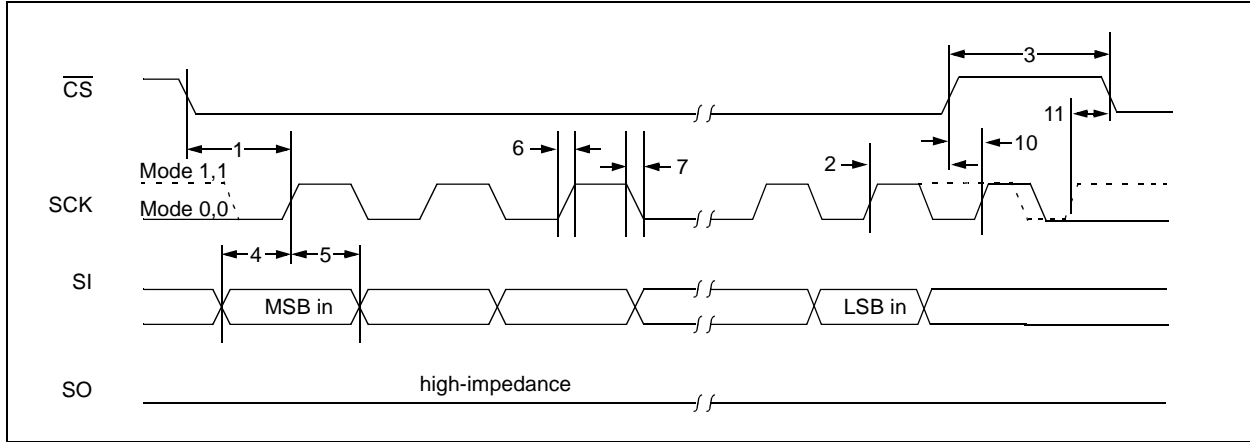 3
C̅S̅
11
1
6
7
2
10
Mode 1,1
SCK
Mode 0,0
4
5
SI
MSB in
LSB in
SO
high-impedance